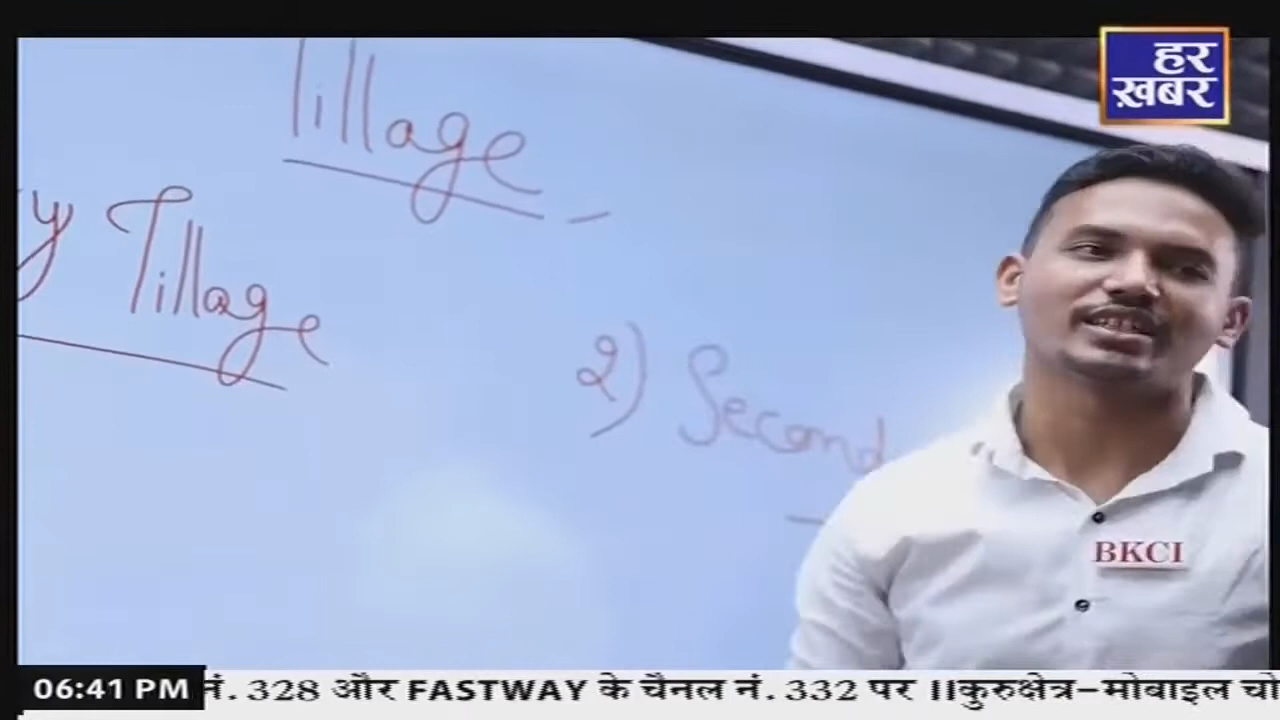 हर
ख़बर
Tillage -
y Tillage
2) Second
BKCI
06:41 PM
नं. 328 और FASTWAY के चैनल नं. 332 पर ।।कुरुक्षेत्र-मोबाइल चो